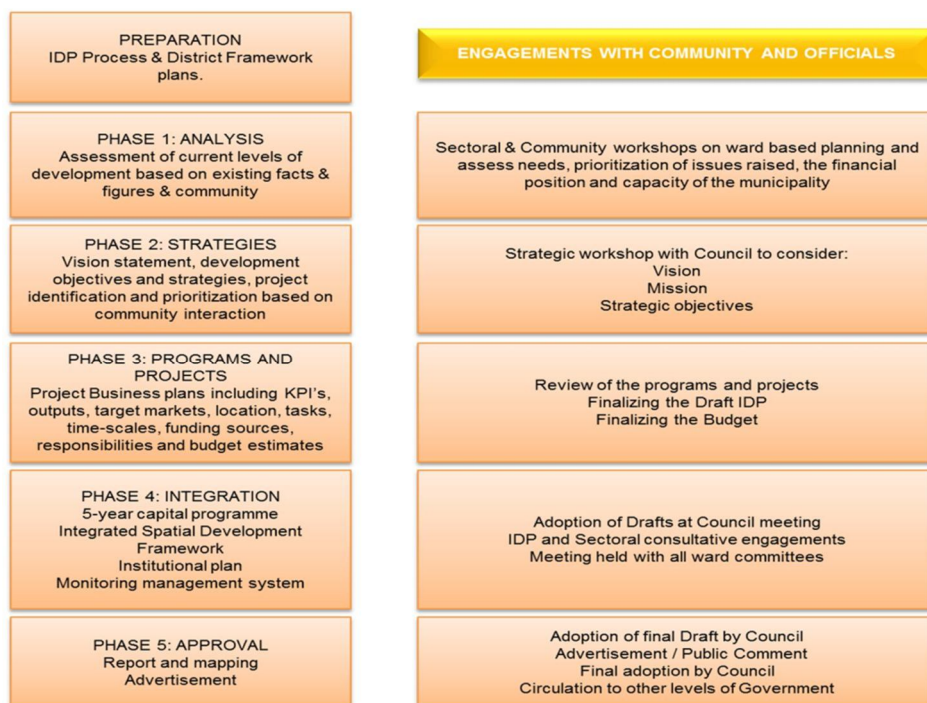 PREPARATION
IDP Process & District Framework
plans.
ENGAGEMENTS WITH COMMUNITY AND OFFICIALS
PHASE 1: ANALYSIS
Assessment of current levels of
development based on existing facts &
figures & community
Sectoral & Community workshops on ward based planning and
assess needs, prioritization of issues raised, the financial
position and capacity of the municipality
PHASE 2: STRATEGIES
Vision statement, development
objectives and strategies, project
identification and prioritization based on
community interaction
Strategic workshop with Council to consider:
Vision
Mission
Strategic objectives
PHASE 3: PROGRAMS AND
PROJECTS
Project Business plans including KPI's,
outputs, target markets, location, tasks,
time-scales, funding sources,
responsibilities and budget estimates
Review of the programs and projects
Finalizing the Draft IDP
Finalizing the Budget
PHASE 4: INTEGRATION
5-year capital programme
Integrated Spatial Development
Framework
Institutional plan
Monitoring management system
Adoption of Drafts at Council meeting
IDP and Sectoral consultative engagements
Meeting held with all ward committees
PHASE 5: APPROVAL
Report and mapping
Advertisement
Adoption of final Draft by Council
Advertisement / Public Comment
Final adoption by Council
Circulation to other levels of Government